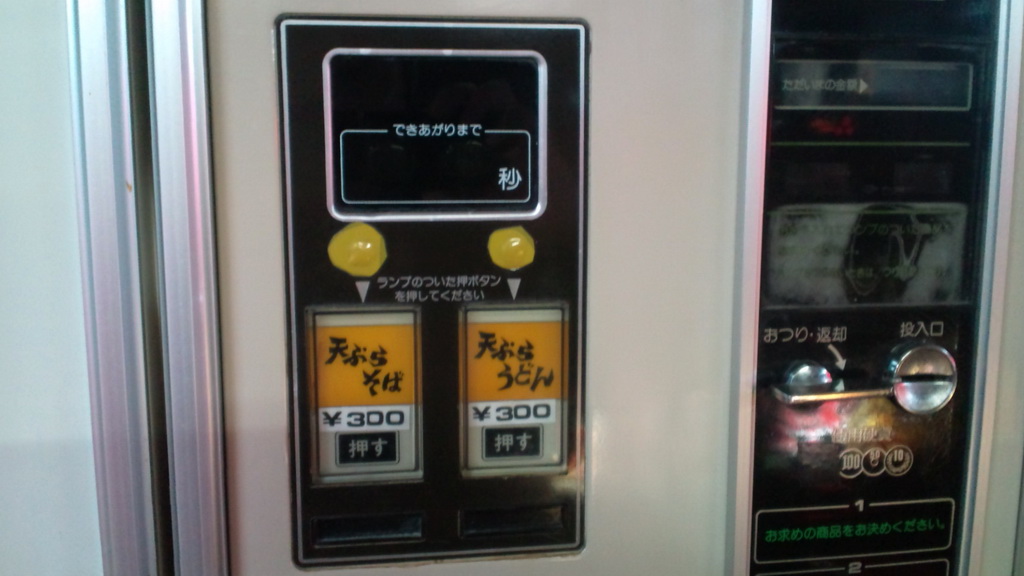 できあがりまで
秒
ランプのついた押ボタン
を押してください
天ぷら
そば
¥300
押す
天ぷら
うどん
¥300
押す
ただいまの金額
おつり・返却
投入口
100 50 10
1
お求めの商品をお決めください。
2